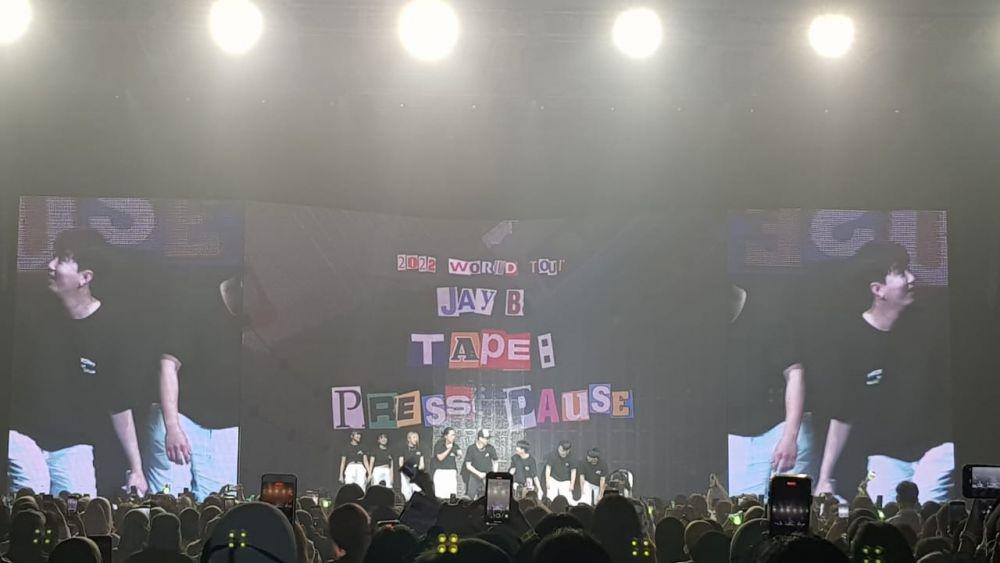 2022 WORLD TOUR
JAY B
TAPE:
PRESS PAUSE